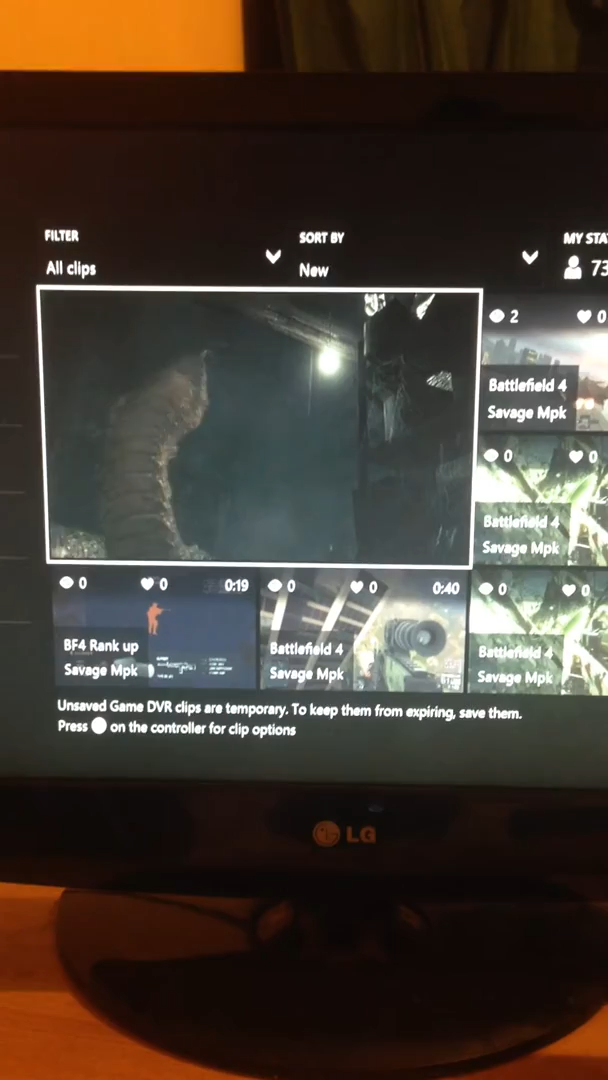 FILTER
All clips
SORT BY
New
MY STA
73
2
0
Battlefield 4
Savage Mpk
0
0
Battlefield 4
Savage Mpk
0
0
0:19
BF4 Rank up
Savage Mpk
0
0
0:40
Battlefield 4
Savage Mpk
0
0
Battlefield 4
Savage Mpk
Unsaved Game DVR clips are temporary. To keep them from expiring, save them.
Press on the controller for clip options
LG